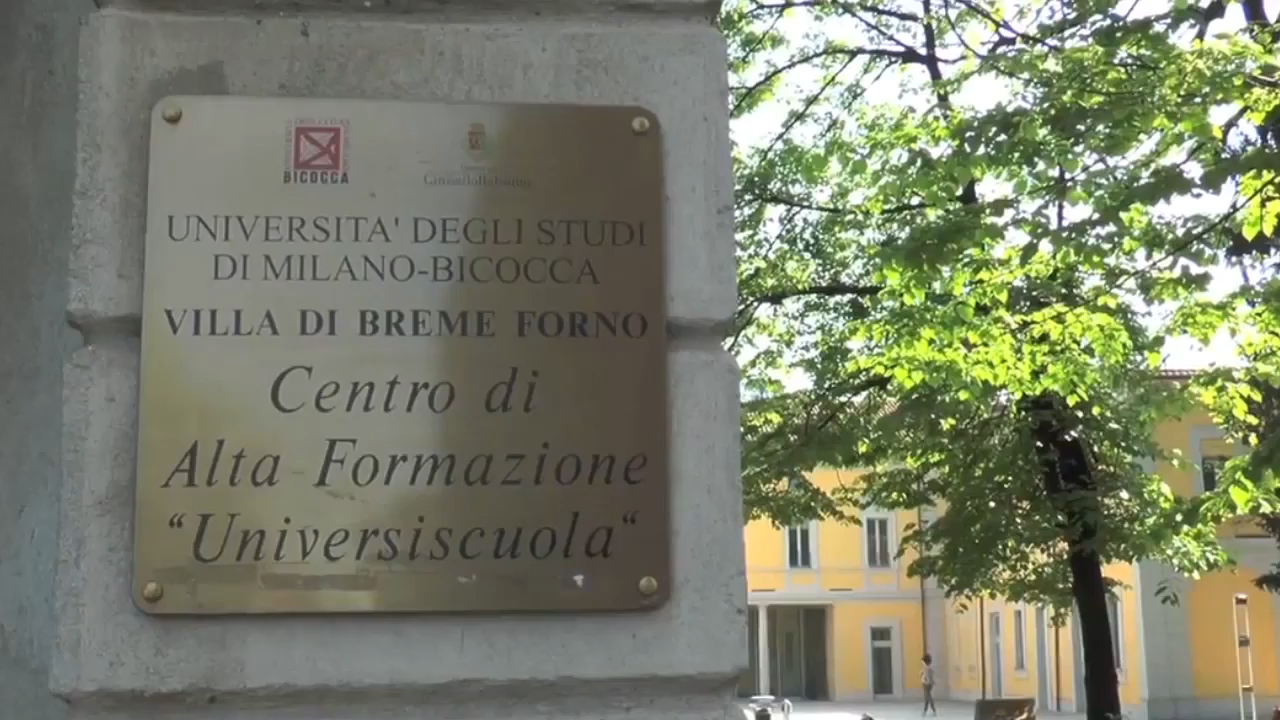 BICOCCA
UNIVERSITA' DEGLI STUDI
DI MILANO-BICOCCA
VILLA DI BREME FORNO
Centro di
Alta Formazione
“Universiscuola“